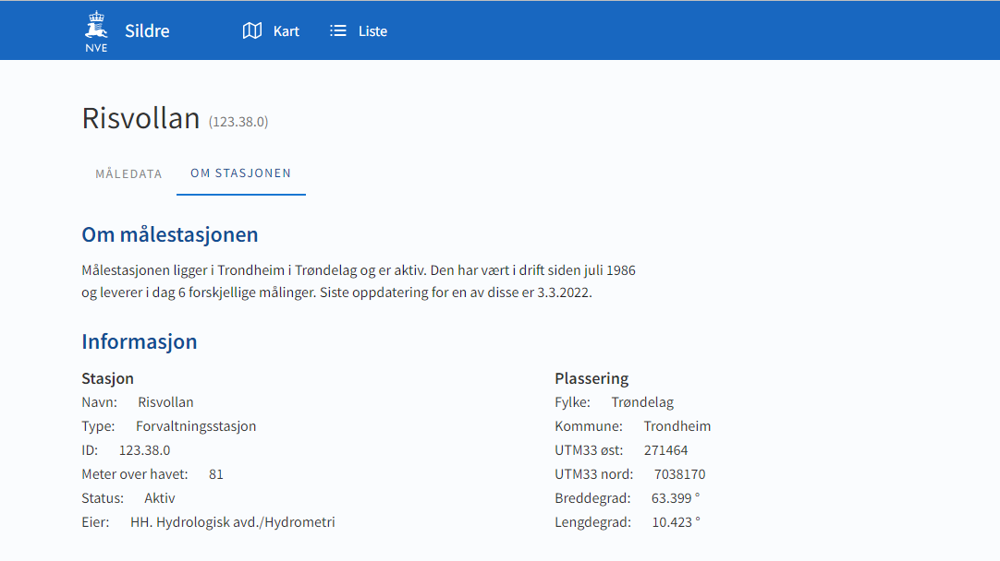 NVE
Sildre
Kart
Liste
Risvollan (123.38.0)
MÅLEDATA
OM STASJONEN
Om målestasjonen
Målestasjonen ligger i Trondheim i Trøndelag og er aktiv. Den har vært i drift siden juli 1986
og leverer i dag 6 forskjellige målinger. Siste oppdatering for en av disse er 3.3.2022.
Informasjon
Stasjon
Navn: Risvollan
Type: Forvaltningsstasjon
ID: 123.38.0
Meter over havet: 81
Status: Aktiv
Eier: HH. Hydrologisk avd./Hydrometri
Plassering
Fylke: Trøndelag
Kommune: Trondheim
UTM33 øst: 271464
UTM33 nord: 7038170
Breddegrad: 63.399 °
Lengdegrad: 10.423 °